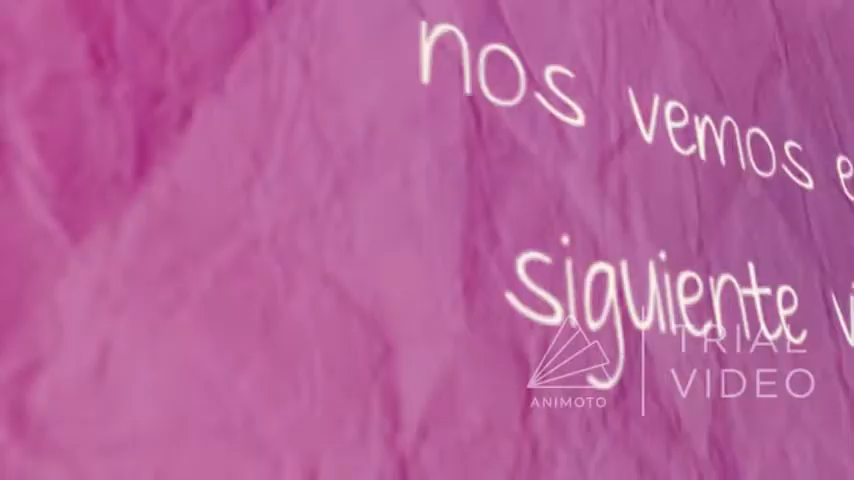 nos vemos e
siguiente v
TRIAL
VIDEO
ANIMOTO